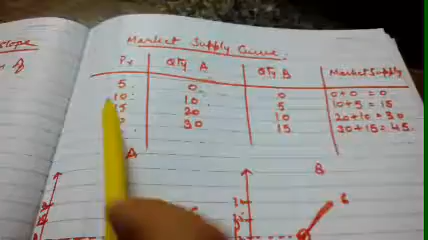 slope
Market Supply Curve
Px Qty A Qty B Market Supply
5 0 0 0+0=0
10 10 5 10+5=15
15 20 10 20+10=30
30 15 30+15=45
A B
S